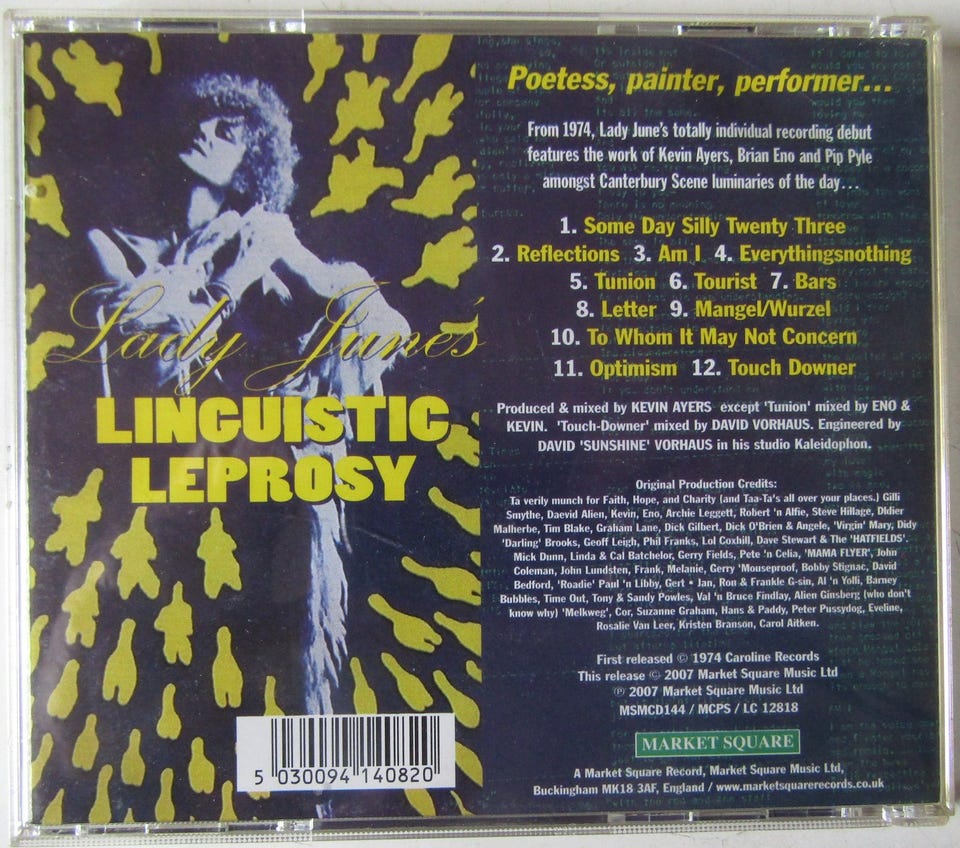 Lady June's
LINGUISTIC
LEPROSY
5 030094 140820
Poetess, painter, performer...
From 1974, Lady June's totally individual recording debut
features the work of Kevin Ayers, Brian Eno and Pip Pyle
amongst Canterbury Scene luminaries of the day...
1. Some Day Silly Twenty Three
2. Reflections 3. Am I 4. Everythingsnothing
5. Tunion 6. Tourist 7. Bars
8. Letter 9. Mangel/Wurzel
10. To Whom It May Not Concern
11. Optimism 12. Touch Downer
Produced & mixed by KEVIN AYERS except 'Tunion' mixed by ENO &
KEVIN. 'Touch-Downer' mixed by DAVID VORHAUS. Engineered by
DAVID 'SUNSHINE' VORHAUS in his studio Kaleidophon.
Original Production Credits:
Ta verily munch for Faith, Hope, and Charity (and Taa-Ta's all over your places.) Gilli
Smythe, Daevid Alien, Kevin, Eno, Archie Leggett, Robert 'n Alfie, Steve Hillage, Didier
Malherbe, Tim Blake, Graham Lane, Dick Gilbert, Dick O'Brien & Angele, 'Virgin' Mary, Didy
'Darling' Brooks, Geoff Leigh, Phil Franks, Lol Coxhill, Dave Stewart & The 'HATFIELDS'.
Mick Dunn, Linda & Cal Batchelor, Gerry Fields, Pete 'n Celia, 'MAMA FLYER', John
Coleman, John Lundsten, Frank, Melanie, Gerry 'Mouseproof, Bobby Stignac, David
Bedford, 'Roadie' Paul 'n Libby, Gert • Jan, Ron & Frankle G-sin, Al 'n Yolli, Barney
Bubbles, Time Out, Tony & Sandy Powles, Val 'n Bruce Findlay, Alien Ginsberg (who don't
know why) 'Melkweg', Cor, Suzanne Graham, Hans & Paddy, Peter Pussydog, Eveline,
Rosalie Van Leer, Kristen Branson, Carol Aitken.
First released © 1974 Caroline Records
This release © 2007 Market Square Music Ltd
℗ 2007 Market Square Music Ltd
MSMCD144 / MCPS / LC 12818
MARKET SQUARE
A Market Square Record, Market Square Music Ltd,
Buckingham MK18 3AF, England / www.marketsquarerecords.co.uk